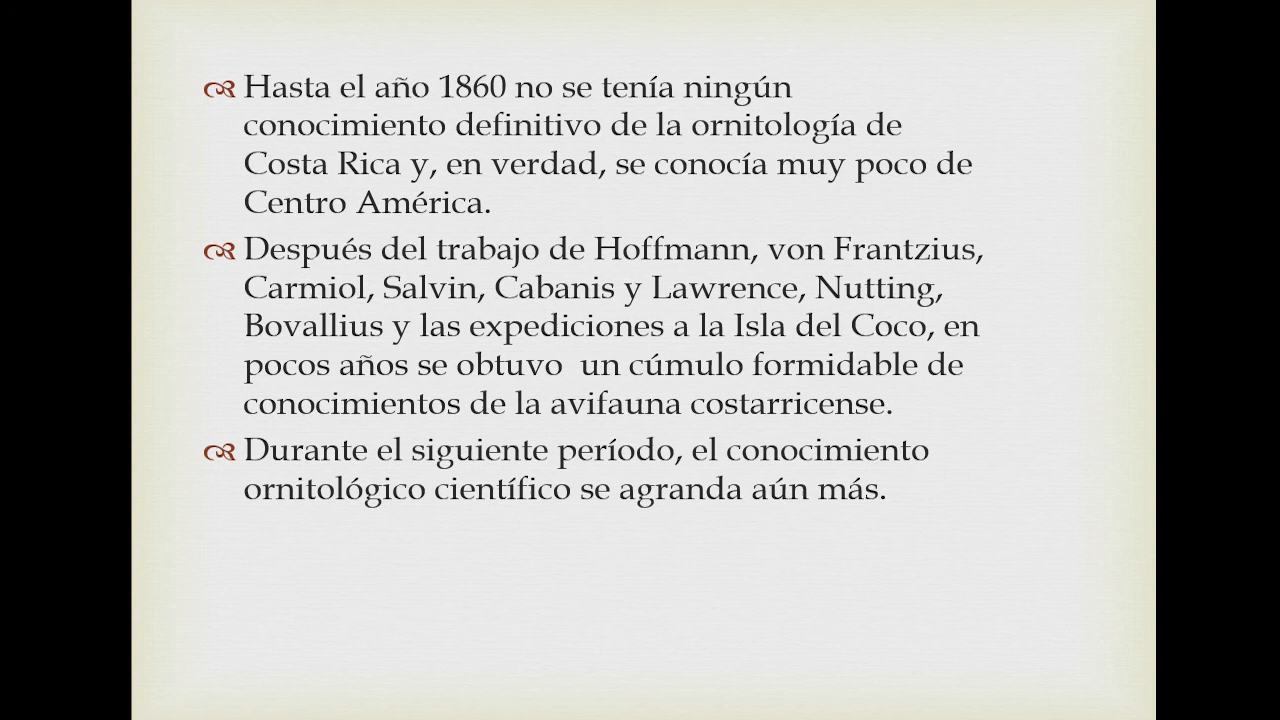 Hasta el año 1860 no se tenía ningún
conocimiento definitivo de la ornitología de
Costa Rica y, en verdad, se conocía muy poco de
Centro América.
Después del trabajo de Hoffmann, von Frantzius,
Carmiol, Salvin, Cabanis y Lawrence, Nutting,
Bovallius y las expediciones a la Isla del Coco, en
pocos años se obtuvo  un cúmulo formidable de
conocimientos de la avifauna costarricense.
Durante el siguiente período, el conocimiento
ornitológico científico se agranda aún más.